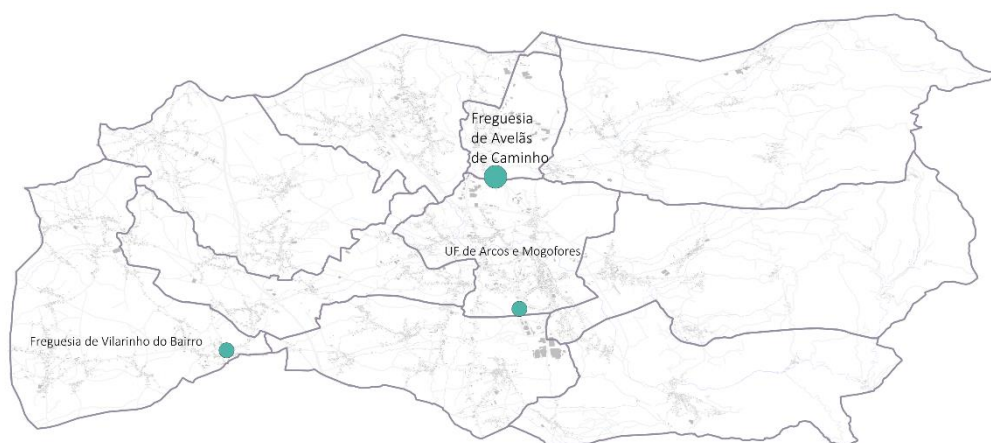 Freguesia
de Avelãs
de Caminho
UF de Arcos e Mogofores
Freguesia de Vilarinho do Bairro